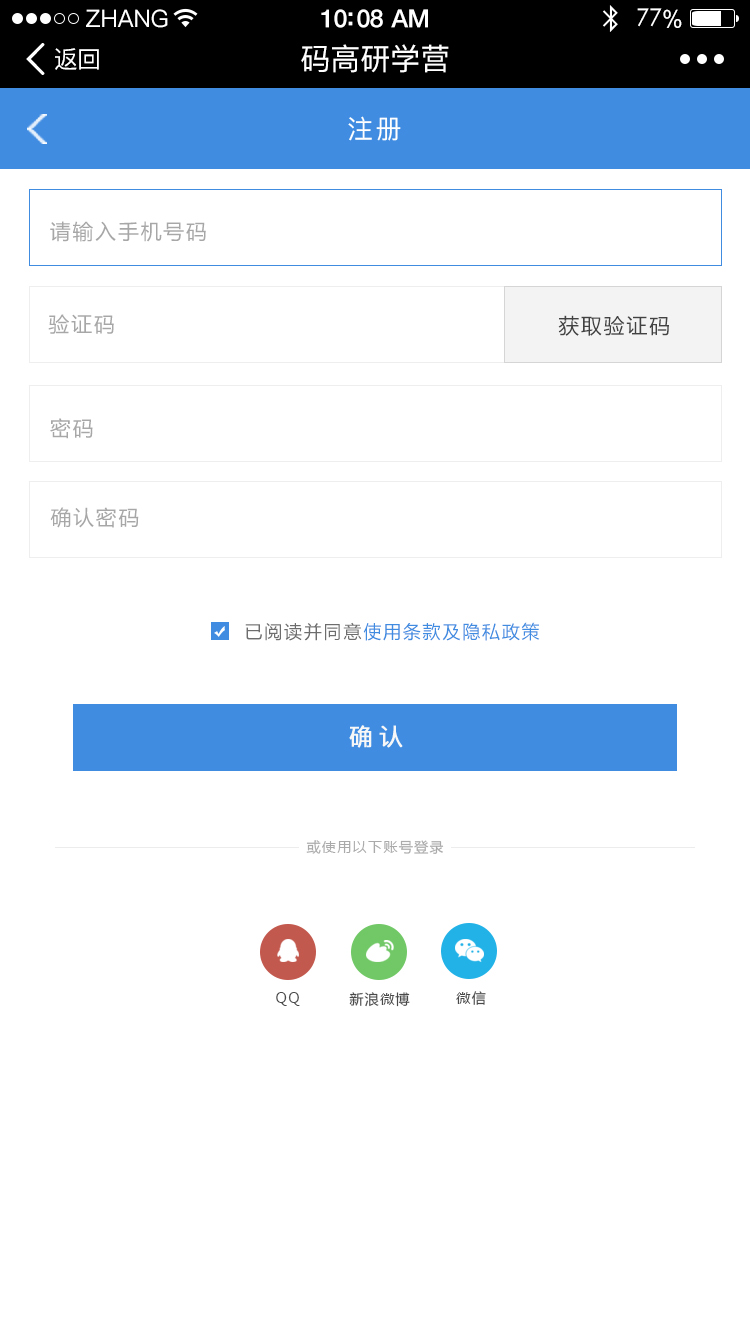 ZHANG 10:08 AM 77%
返回 码高研学营
注册
请输入手机号码
验证码 获取验证码
密码
确认密码
已阅读并同意使用条款及隐私政策
确认
或使用以下账号登录
QQ 新浪微博 微信